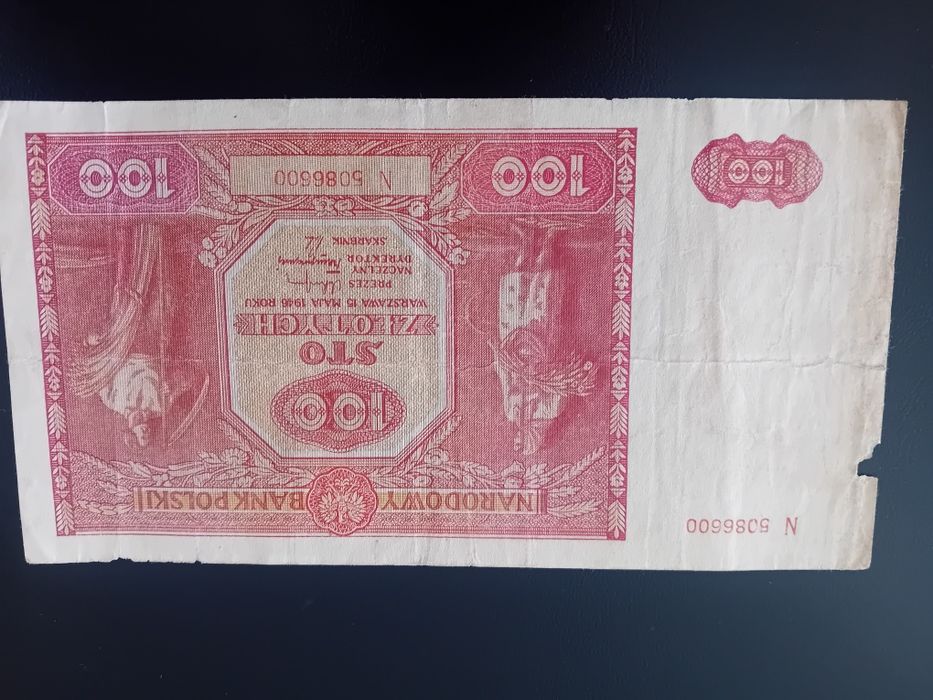 NARODOWY BANK POLSKI
N 5086600
100
STO
ZŁOTYCH
WARSZAWA 15 MAJA 1946 ROKU
PREZES
NACZELNY
DYREKTOR
SKARBNIK
100
N 5086600
100
100